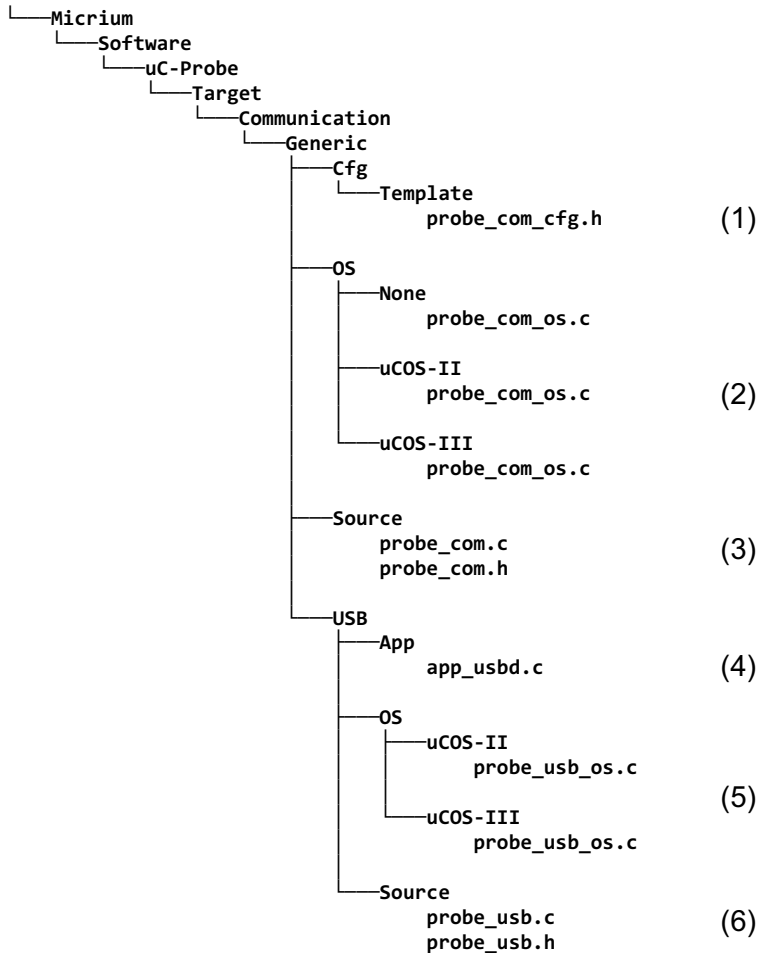 └───Micrium
└───Software
└───uC-Probe
└───Target
└───Communication
└───Generic
├───Cfg
│ └───Template
│ probe_com_cfg.h (1)
├───OS
│ ├───None
│ │ probe_com_os.c
│ ├───uCOS-II
│ │ probe_com_os.c (2)
│ └───uCOS-III
│ probe_com_os.c
├───Source
│ probe_com.c
│ probe_com.h (3)
└───USB
├───App
│ app_usbd.c (4)
├───OS
│ ├───uCOS-II
│ │ probe_usb_os.c
│ │ (5)
│ └───uCOS-III
│ probe_usb_os.c
└───Source
probe_usb.c (6)
probe_usb.h